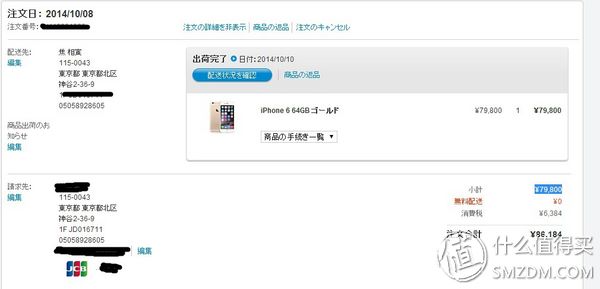 注文日: 2014/10/08
注文番号:
注文の詳細を非表示 商品の返品 注文のキャンセル
配送先:
編集
焦 相寅
115-0043
東京都 東京都北区
神谷2-36-9
05058928605
商品出荷のお
知らせ
編集
出荷完了 日付: 2014/10/10
配送状況を確認 商品の返品
iPhone 6 64GBゴールド ¥79,800 1 ¥79,800
商品の手続き一覧
請求先:
編集
115-0043
東京都 東京都北区
神谷2-36-9
1F JD016711
05058928605
編集
JCB
小計 ¥79,800
無料配送 ¥0
消費税 ¥6,384
注文合計 ¥86,184
值 什么值得买
SMZDM.COM